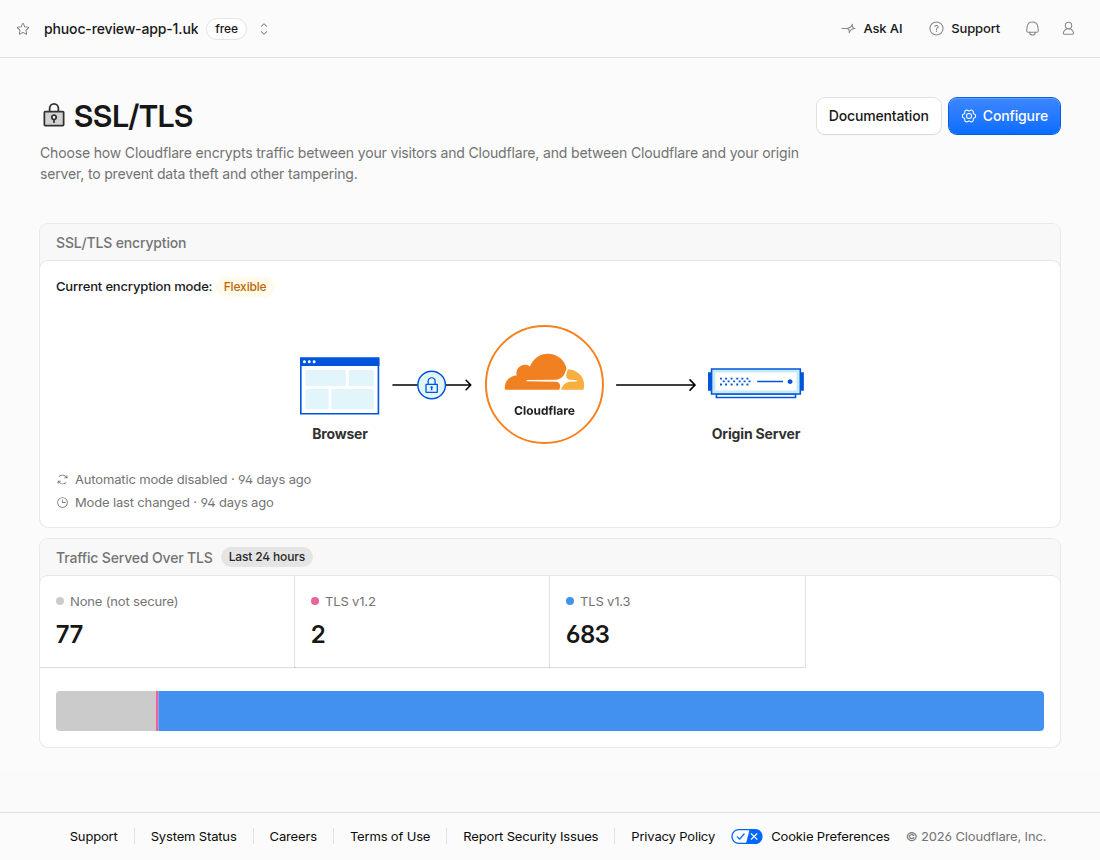 phuoc-review-app-1.uk free
Ask AI Support
SSL/TLS
Documentation Configure
Choose how Cloudflare encrypts traffic between your visitors and Cloudflare, and between Cloudflare and your origin
server, to prevent data theft and other tampering.
SSL/TLS encryption
Current encryption mode: Flexible
Cloudflare
Browser
Origin Server
Automatic mode disabled · 94 days ago
Mode last changed · 94 days ago
Traffic Served Over TLS Last 24 hours
None (not secure) TLS v1.2 TLS v1.3
77 2 683
Support System Status Careers Terms of Use Report Security Issues Privacy Policy Cookie Preferences © 2026 Cloudflare, Inc.